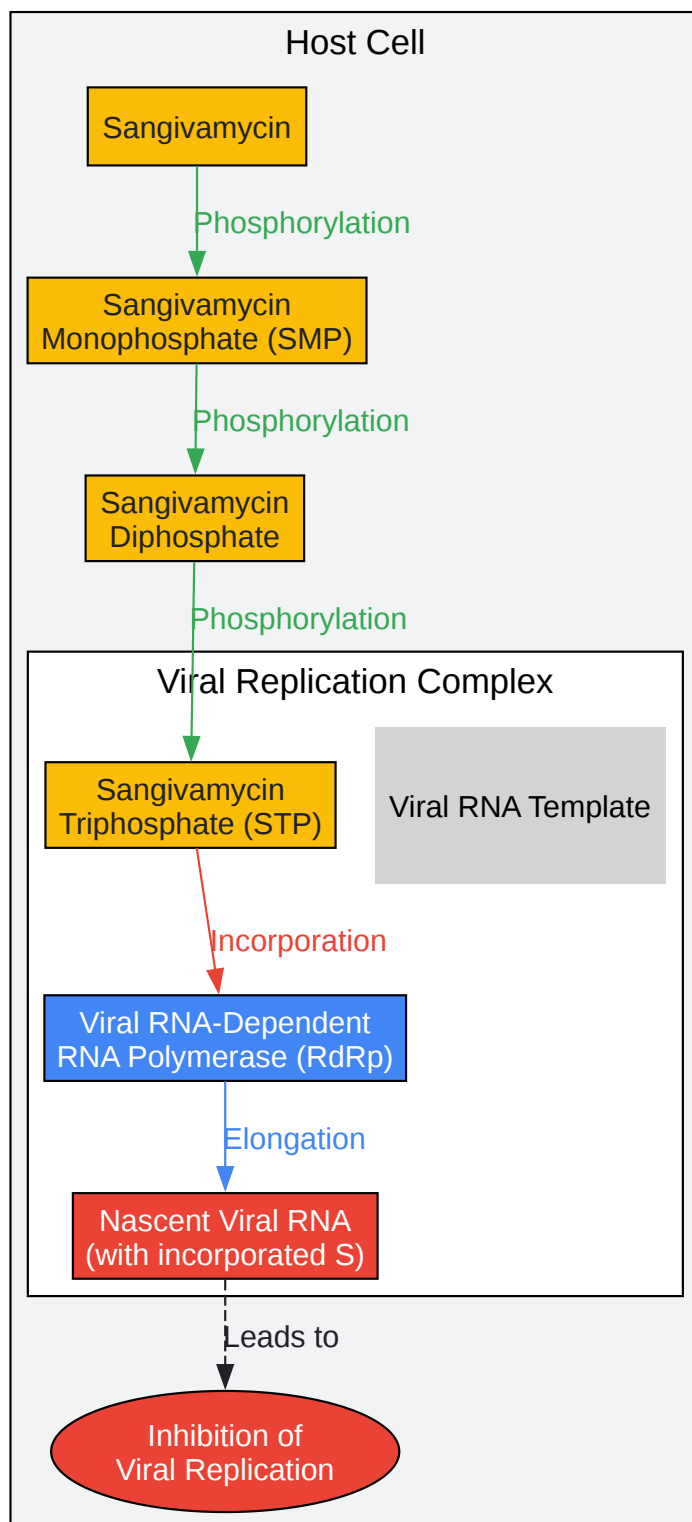 Host Cell
Sangivamycin
Phosphorylation
Sangivamycin
Monophosphate (SMP)
Phosphorylation
Sangivamycin
Diphosphate
Phosphorylation
Viral Replication Complex
Sangivamycin
Triphosphate (STP)
Viral RNA Template
Incorporation
Viral RNA-Dependent
RNA Polymerase (RdRp)
Elongation
Nascent Viral RNA
(with incorporated S)
Leads to
Inhibition of
Viral Replication